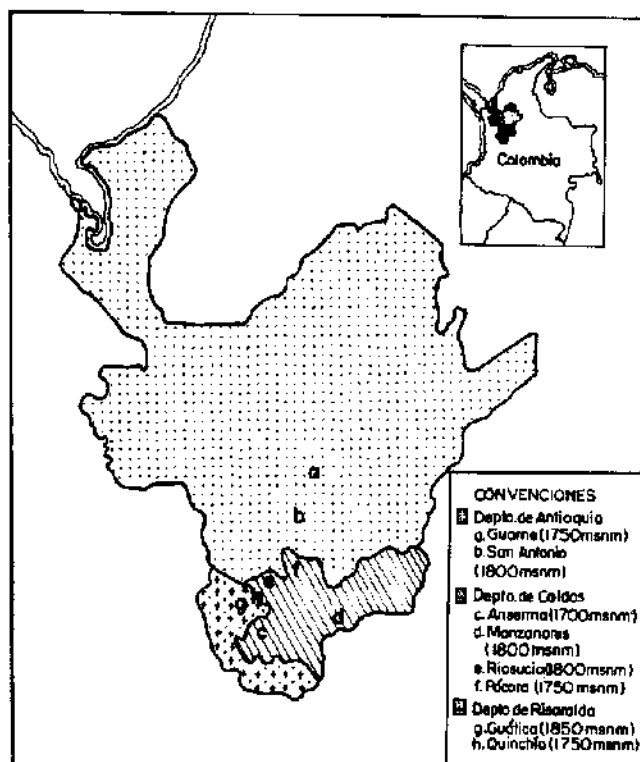 Colombia
a
b
f
e
h
g
c
d
CONVENCIONES
Depto. de Antioquia
a. Guarne (1750 msnm)
b. San Antonio
(1800 msnm)
Depto. de Caldas
c. Anserma (1700 msnm)
d. Manzanares
(1800 msnm)
e. Riosucio (1800 msnm)
f. Pácora (1750 msnm)
Depto de Risaralda
g. Guática (1850 msnm)
h. Quinchía (1750 msnm)